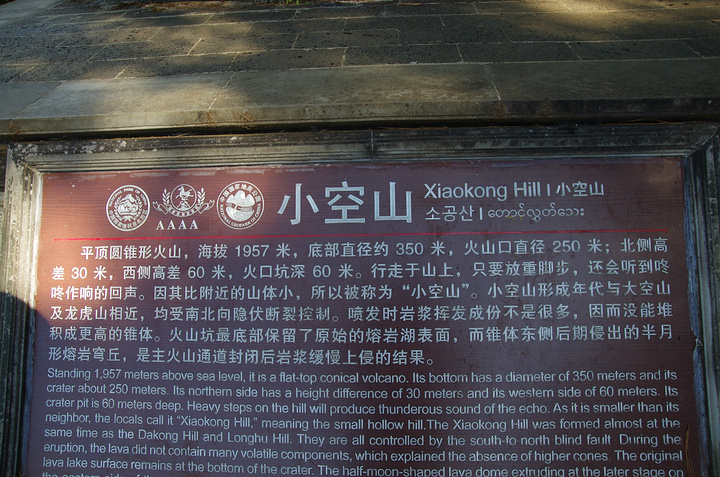 小空山 Xiaokong Hill | 小空山
소공산 | တောင်လွှတ်သေး
AAAA
平顶圆锥形火山，海拔 1957 米，底部直径约 350 米，火山口直径 250 米；北侧高
差 30 米，西侧高差 60 米，火口坑深 60 米。行走于山上，只要放重脚步，还会听到咚
咚作响的回声。因其比附近的山体小，所以被称为“小空山”。小空山形成年代与大空山
及龙虎山相近，均受南北向隐伏断裂控制。喷发时岩浆挥发成份不是很多，因而没能堆
积成更高的锥体。火山坑最底部保留了原始的熔岩湖表面，而锥体东侧后期侵出的半月
形熔岩穹丘，是主火山通道封闭后岩浆缓慢上侵的结果。
Standing 1,957 meters above sea level, it is a flat-top conical volcano. Its bottom has a diameter of 350 meters and its
crater about 250 meters. Its northern side has a height difference of 30 meters and its western side of 60 meters. Its
crater pit is 60 meters deep. Heavy steps on the hill will produce thunderous sound of the echo. As it is smaller than its
neighbor, the locals call it “Xiaokong Hill,” meaning the small hollow hill.The Xiaokong Hill was formed almost at the
same time as the Dakong Hill and Longhu Hill. They are all controlled by the south-to north blind fault. During the
eruption, the lava did not contain many volatile components, which explained the absence of higher cones. The original
lava lake surface remains at the bottom of the crater. The half-moon-shaped lava dome extruding at the later stage on